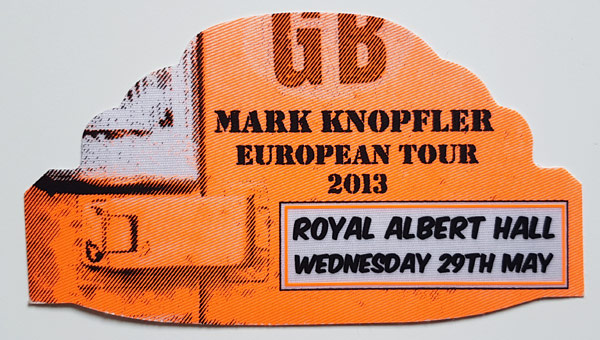 GB
MARK KNOPFLER
EUROPEAN TOUR
2013
ROYAL ALBERT HALL
WEDNESDAY 29TH MAY